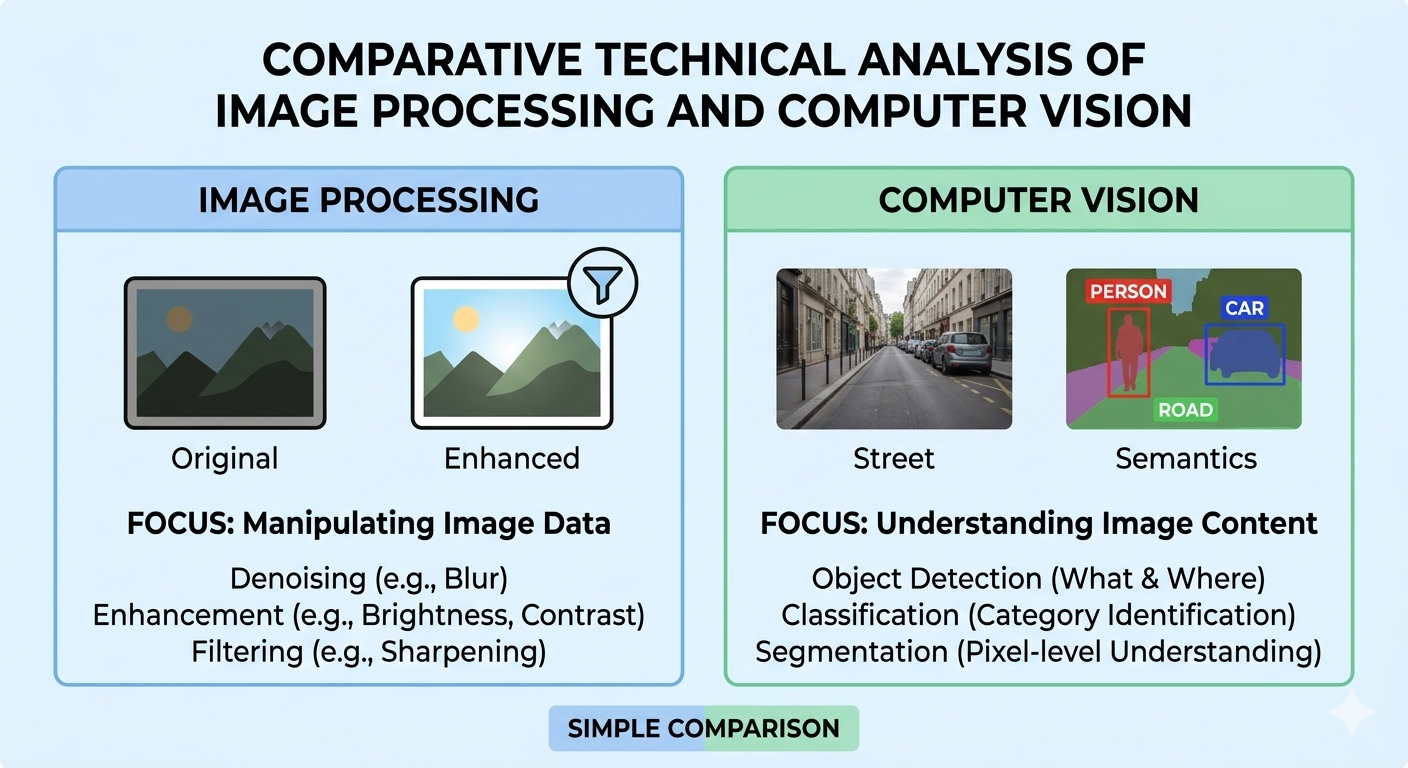 COMPARATIVE TECHNICAL ANALYSIS OF
IMAGE PROCESSING AND COMPUTER VISION
IMAGE PROCESSING
Original
Enhanced
FOCUS: Manipulating Image Data
Denoising (e.g., Blur)
Enhancement (e.g., Brightness, Contrast)
Filtering (e.g., Sharpening)
COMPUTER VISION
PERSON
CAR
ROAD
Street
Semantics
FOCUS: Understanding Image Content
Object Detection (What & Where)
Classification (Category Identification)
Segmentation (Pixel-level Understanding)
SIMPLE COMPARISON